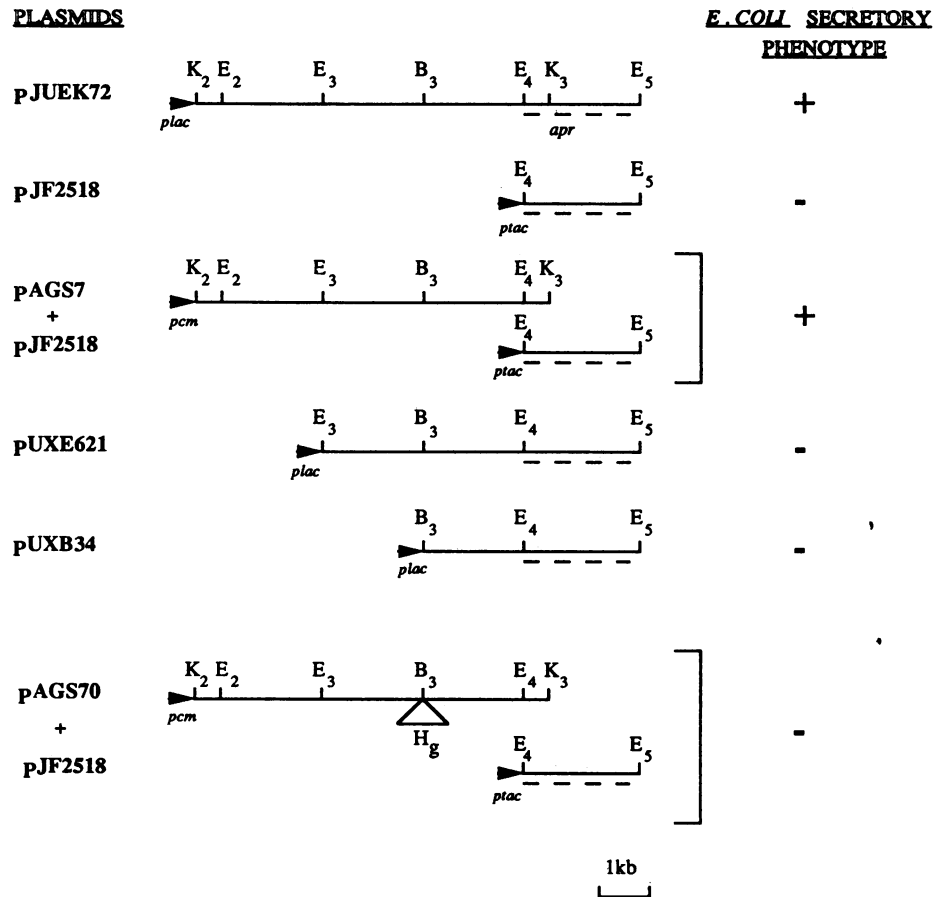 PLASMIDS
E.COLI SECRETORY
PHENOTYPE
K2 E2 E3 B3 E4 K3 E5
pJUEK72 +
plac apr
E4 E5
pJF2518 -
ptac
K2 E2 E3 B3 E4 K3
pAGS7
pcm
+ +
E4 E5
pJF2518
ptac
E3 B3 E4 E5
pUXE621 -
plac
B3 E4 E5
pUXB34 -
plac
K2 E2 E3 B3 E4 K3
pAGS70
pcm
+ -
Hg
E4 E5
pJF2518
ptac
1kb